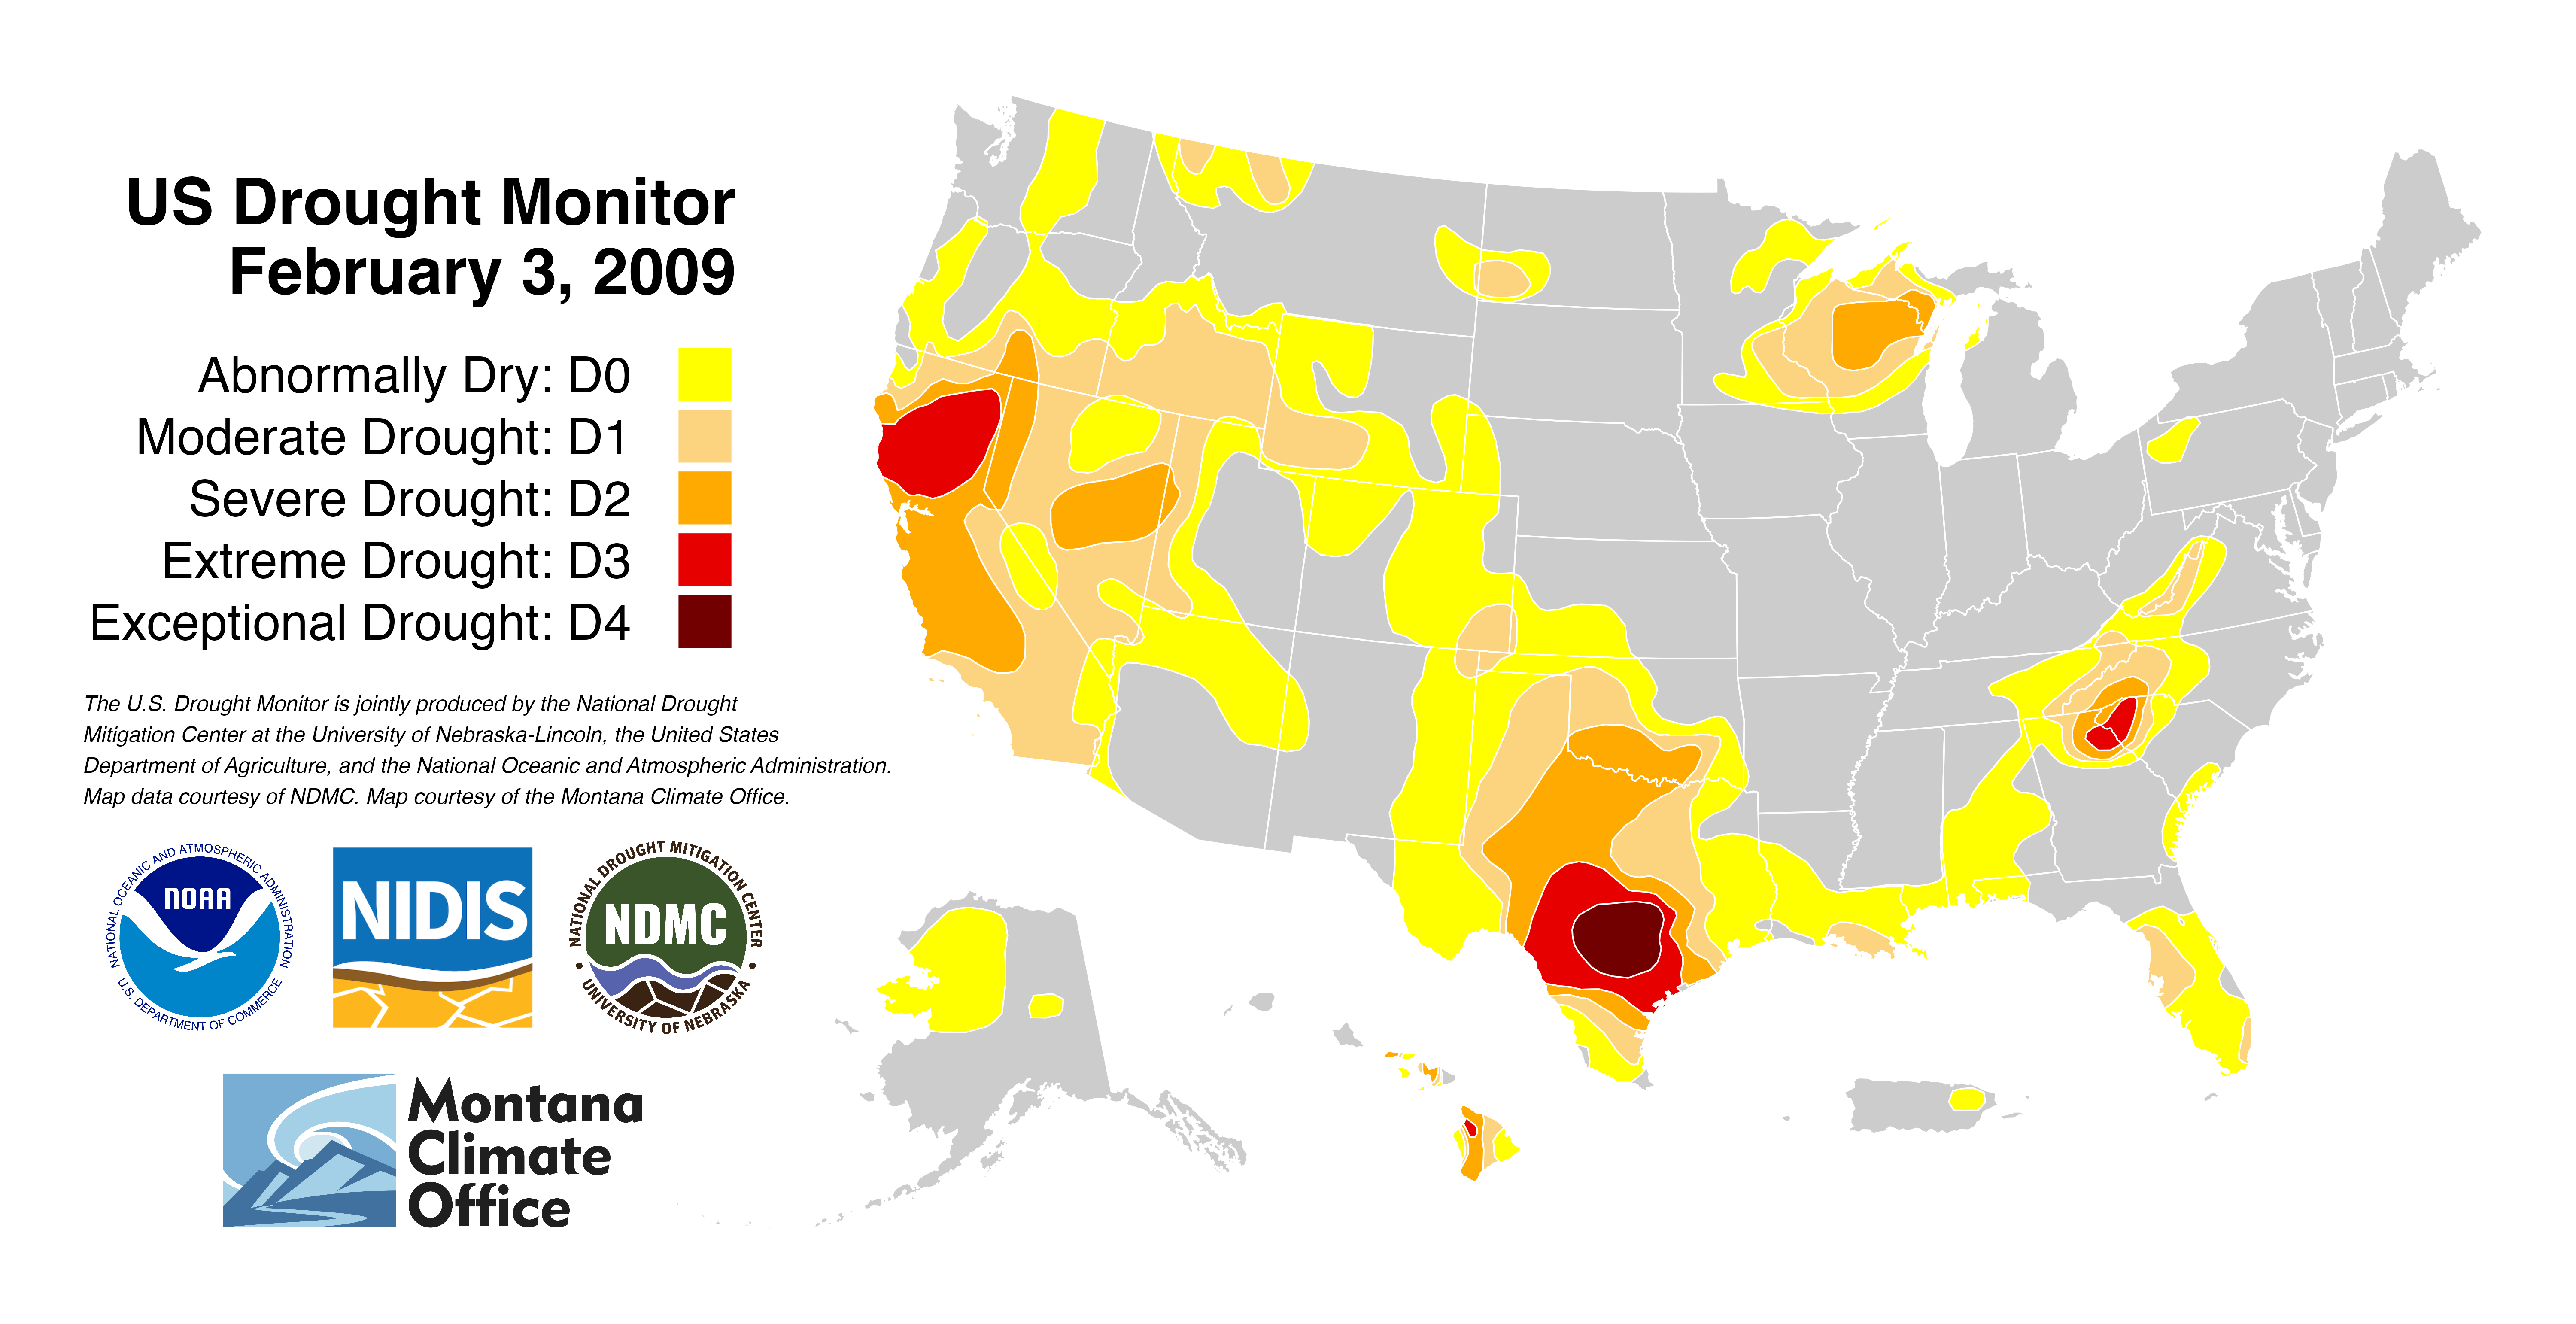 US Drought Monitor
February 3, 2009
Abnormally Dry: D0
Moderate Drought: D1
Severe Drought: D2
Extreme Drought: D3
Exceptional Drought: D4
The U.S. Drought Monitor is jointly produced by the National Drought
Mitigation Center at the University of Nebraska-Lincoln, the United States
Department of Agriculture, and the National Oceanic and Atmospheric Administration.
Map data courtesy of NDMC. Map courtesy of the Montana Climate Office.
NATIONAL OCEANIC AND ATMOSPHERIC ADMINISTRATION
NOAA
U.S. DEPARTMENT OF COMMERCE
NIDIS
NATIONAL DROUGHT MITIGATION CENTER
NDMC
UNIVERSITY OF NEBRASKA
Montana
Climate
Office